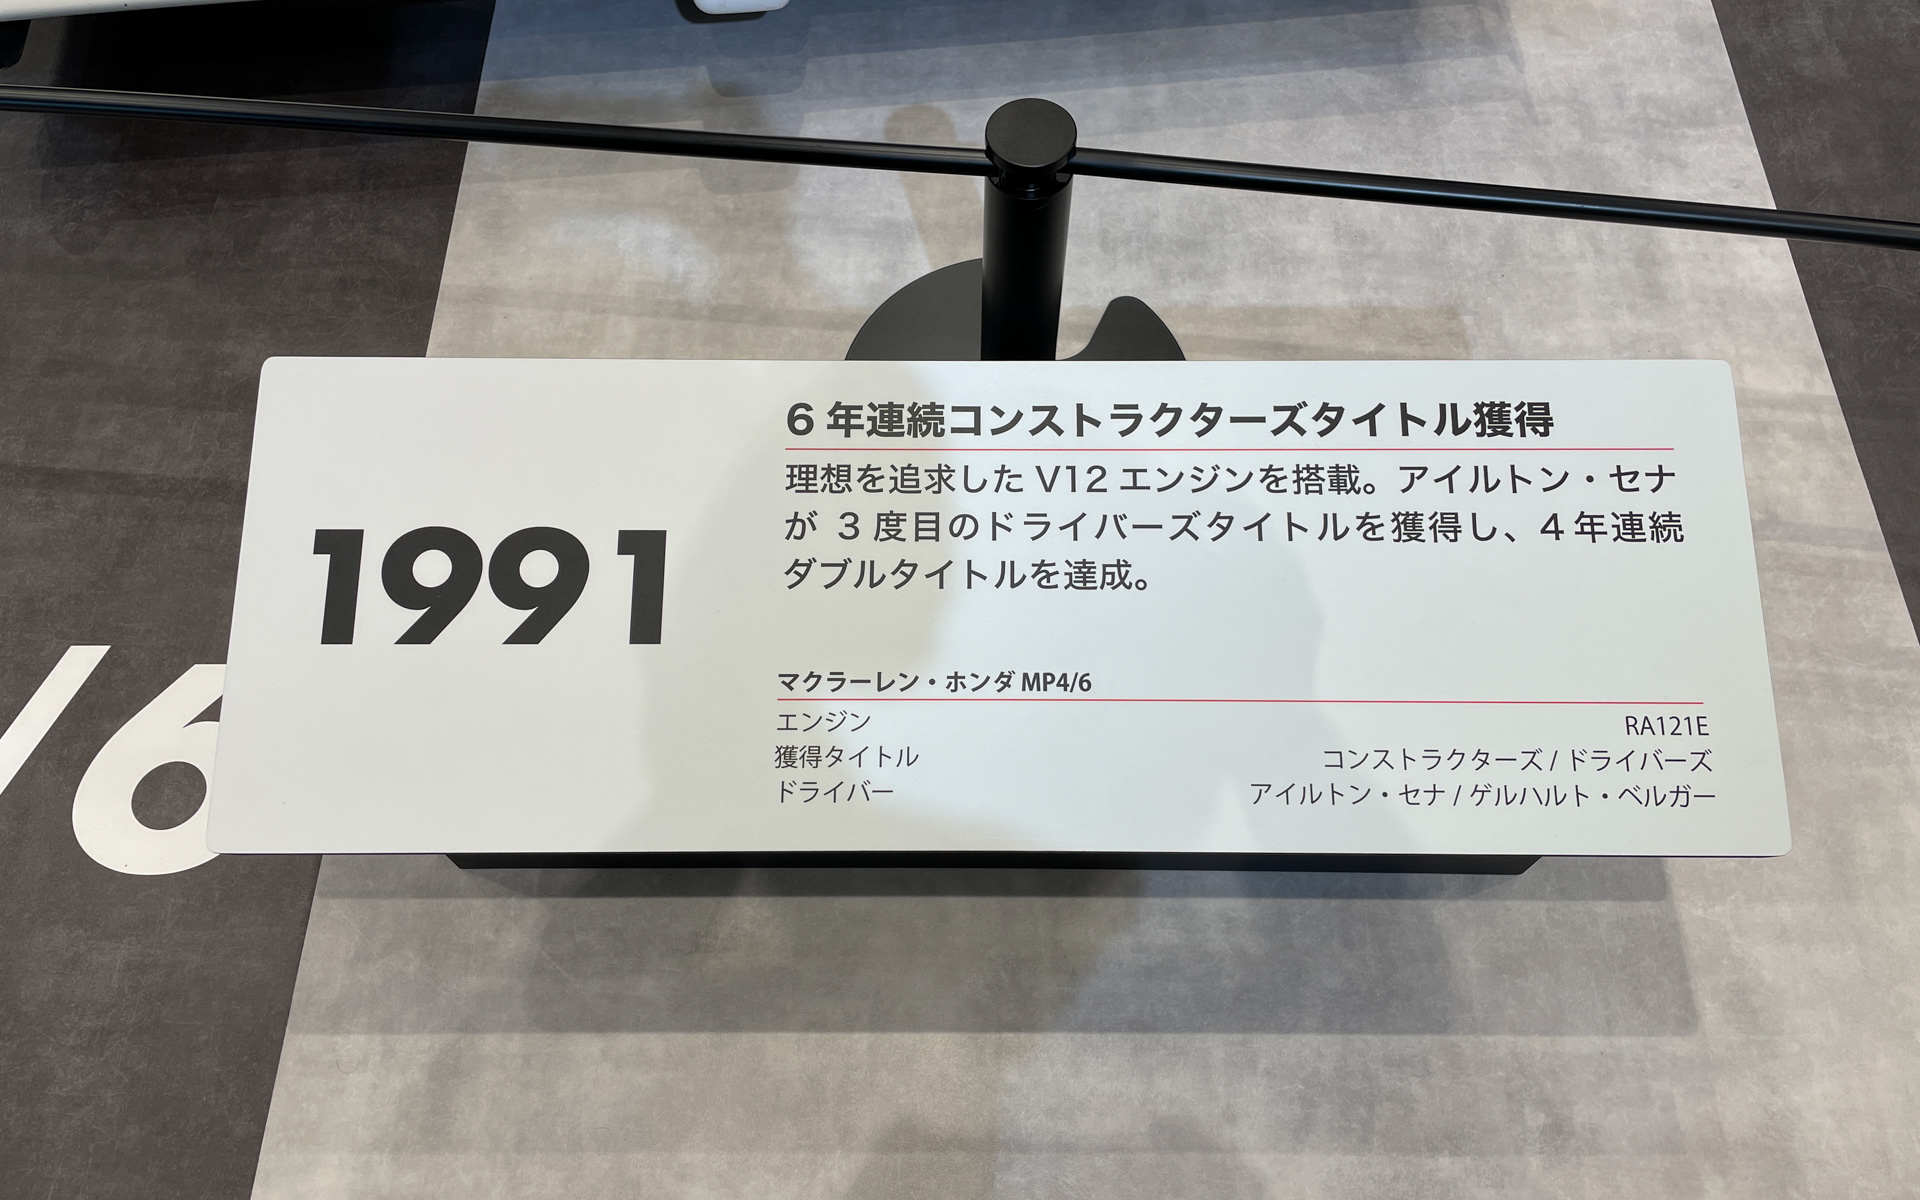 1991
6 年連続コンストラクターズタイトル獲得
理想を追求した V12 エンジンを搭載。アイルトン・セナ
が 3 度目のドライバーズタイトルを獲得し、4 年連続
ダブルタイトルを達成。
マクラーレン・ホンダ MP4/6
エンジン RA121E
獲得タイトル コンストラクターズ / ドライバーズ
ドライバー アイルトン・セナ / ゲルハルト・ベルガー
/6